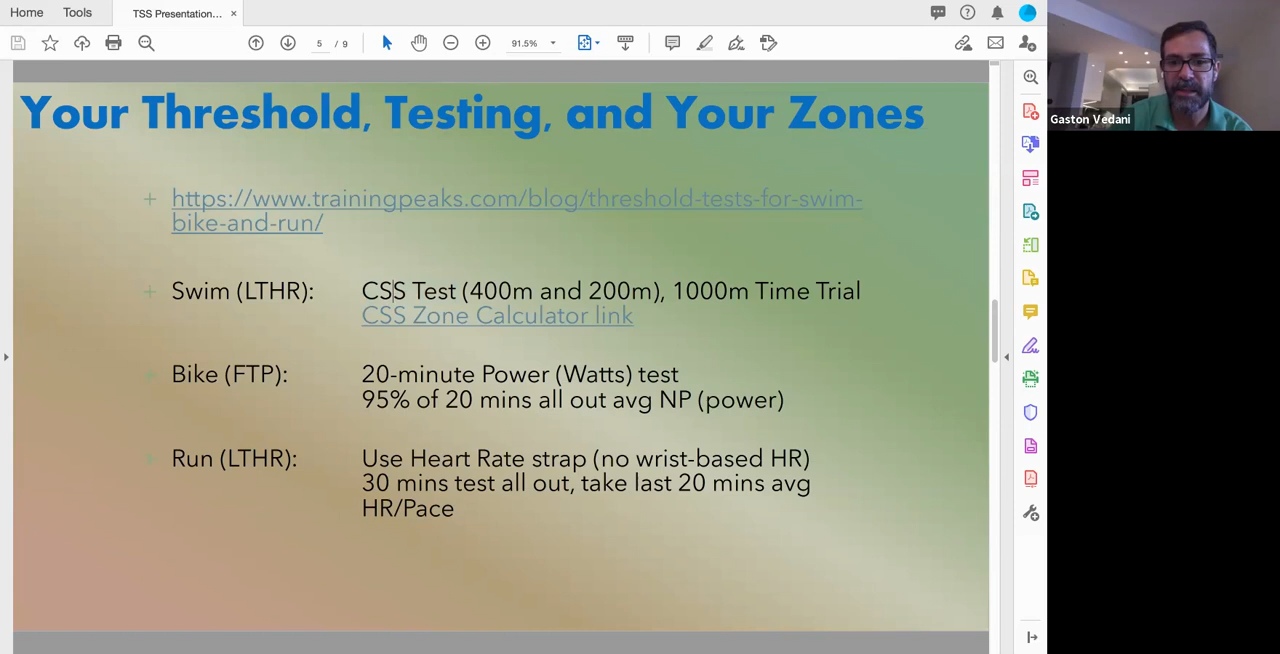 Home
Tools
TSS Presentation... ×
5 / 9
91.5%
Gaston Vedani
Your Threshold, Testing, and Your Zones
+ https://www.trainingpeaks.com/blog/threshold-tests-for-swim-
bike-and-run/
+ Swim (LTHR): CSS Test (400m and 200m), 1000m Time Trial
CSS Zone Calculator link
+ Bike (FTP): 20-minute Power (Watts) test
95% of 20 mins all out avg NP (power)
+ Run (LTHR): Use Heart Rate strap (no wrist-based HR)
30 mins test all out, take last 20 mins avg
HR/Pace